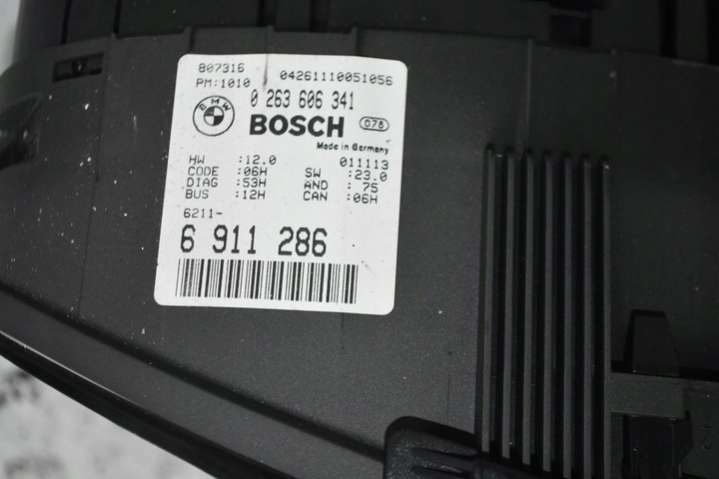 807316 04261110051056
PM:1010 0 263 606 341
BMW BOSCH 078
Made in Germany
HW :12.0 011113
CODE :06H SW :23.0
DIAG :53H AND : 75
BUS :12H CAN :06H
6211-
6 911 286